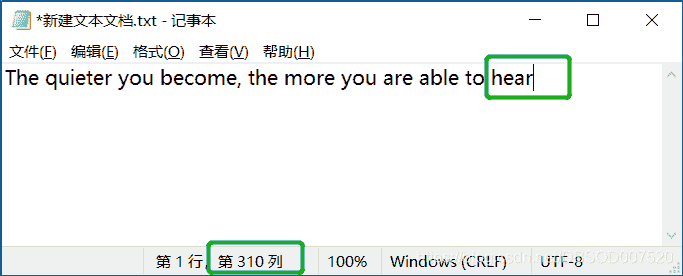 *新建文本文档.txt - 记事本
文件(F) 编辑(E) 格式(O) 查看(V) 帮助(H)
The quieter you become, the more you are able to hear
第 1 行, 第 310 列 100% Windows (CRLF) UTF-8